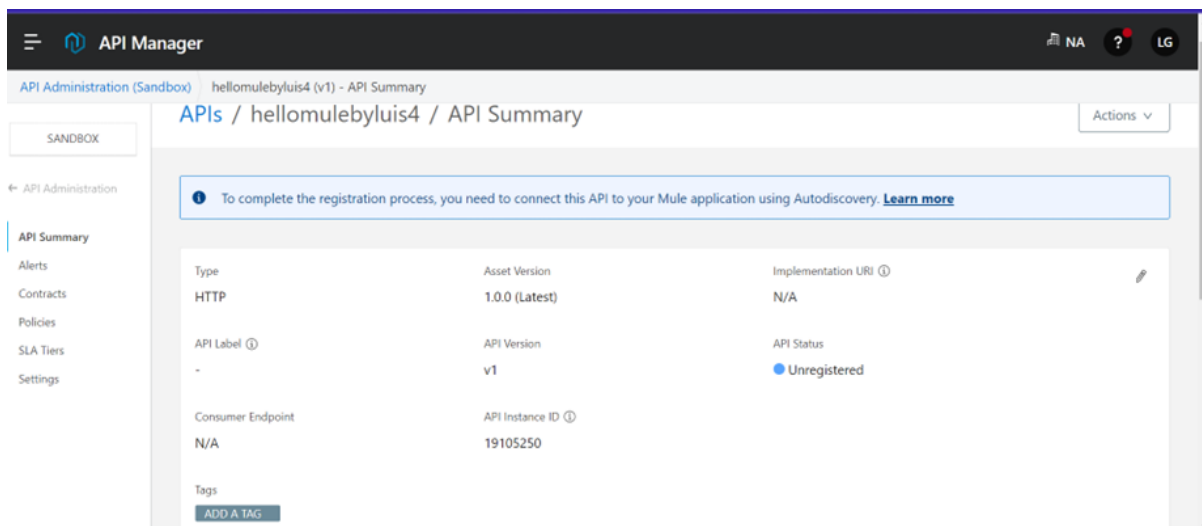 API Manager
NA
?
LG
API Administration (Sandbox)
hellomulebyluis4 (v1) - API Summary
APIs / hellomulebyluis4 / API Summary
Actions
SANDBOX
← API Administration
To complete the registration process, you need to connect this API to your Mule application using Autodiscovery. Learn more
API Summary
Alerts
Contracts
Policies
SLA Tiers
Settings
Type
HTTP
Asset Version
1.0.0 (Latest)
Implementation URI
N/A
API Label
-
API Version
v1
API Status
Unregistered
Consumer Endpoint
N/A
API Instance ID
19105250
Tags
ADD A TAG